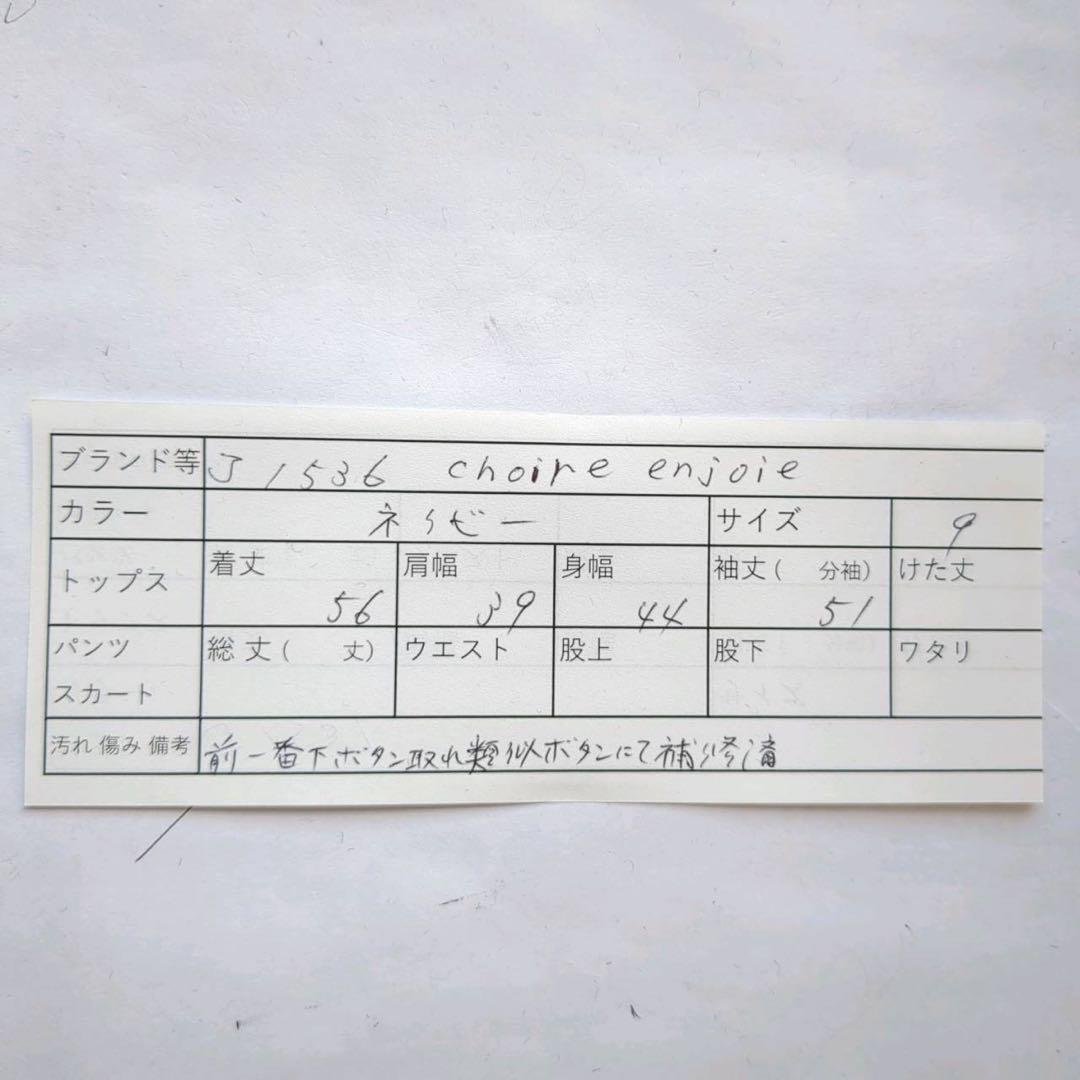 ブランド等 J 1536 choire enjoie
カラー ネイビー サイズ 9
トップス 着丈 56 肩幅 39 身幅 44 袖丈( 分袖) 51 けた丈
パンツ スカート 総丈( 丈) ウエスト 股上 股下 ワタリ
汚れ 傷み 備考 前一番下ボタン取れ類似ボタンにて補修済